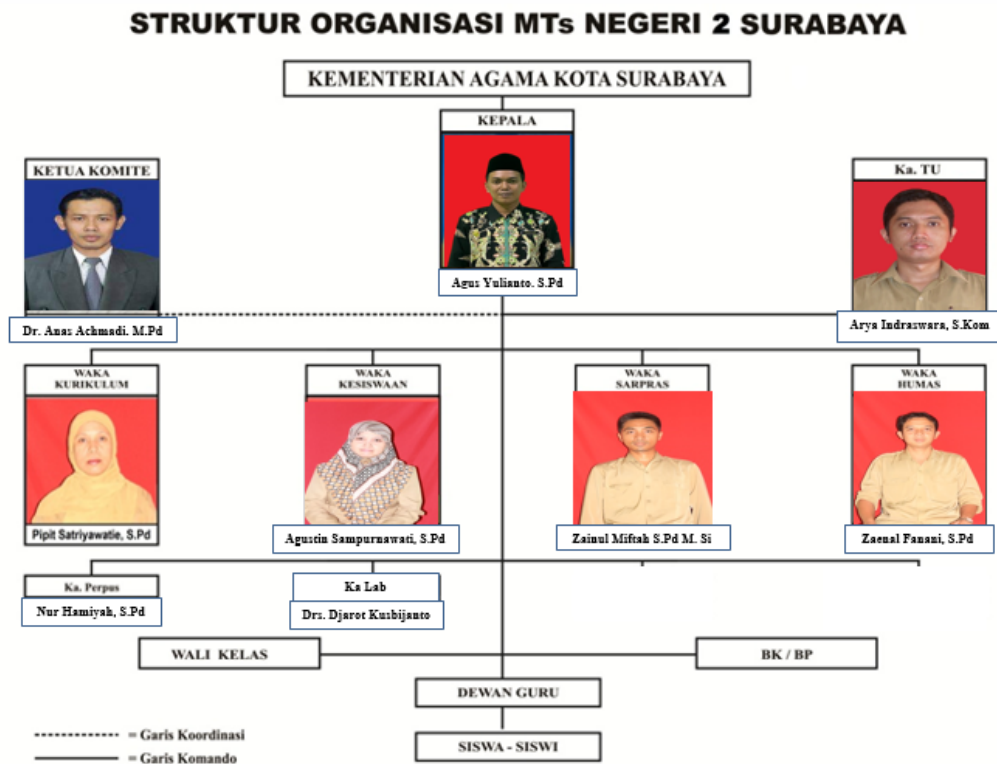 STRUKTUR ORGANISASI MTs NEGERI 2 SURABAYA
KEMENTERIAN AGAMA KOTA SURABAYA
KEPALA
Agus Yulianto. S.Pd
KETUA KOMITE
Dr. Anas Achmadi. M.Pd
Ka. TU
Arya Indraswara, S.Kom
WAKA
KURIKULUM
Pipit Satriyawatie, S.Pd
WAKA
KESISWAAN
Agustin Sampurnawati, S.Pd
WAKA
SARPRAS
Zainul Miftah S.Pd M. Si
WAKA
HUMAS
Zaenal Fanani, S.Pd
Ka. Perpus
Nur Hamiyah, S.Pd
Ka Lab
Drs. Djarot Kusbijanto
WALI KELAS
BK / BP
DEWAN GURU
SISWA - SISWI
= Garis Koordinasi
= Garis Komando